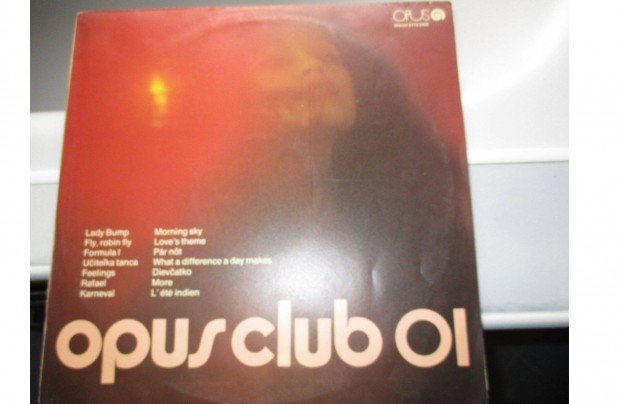 OPUS
Lady Bump
Fly, robin fly
Formula I
Učiteľka tanca
Feelings
Rafael
Karneval
Morning sky
Love's theme
Pár nôt
What a difference a day makes
Dievčatko
More
L' été indien
opus club 01